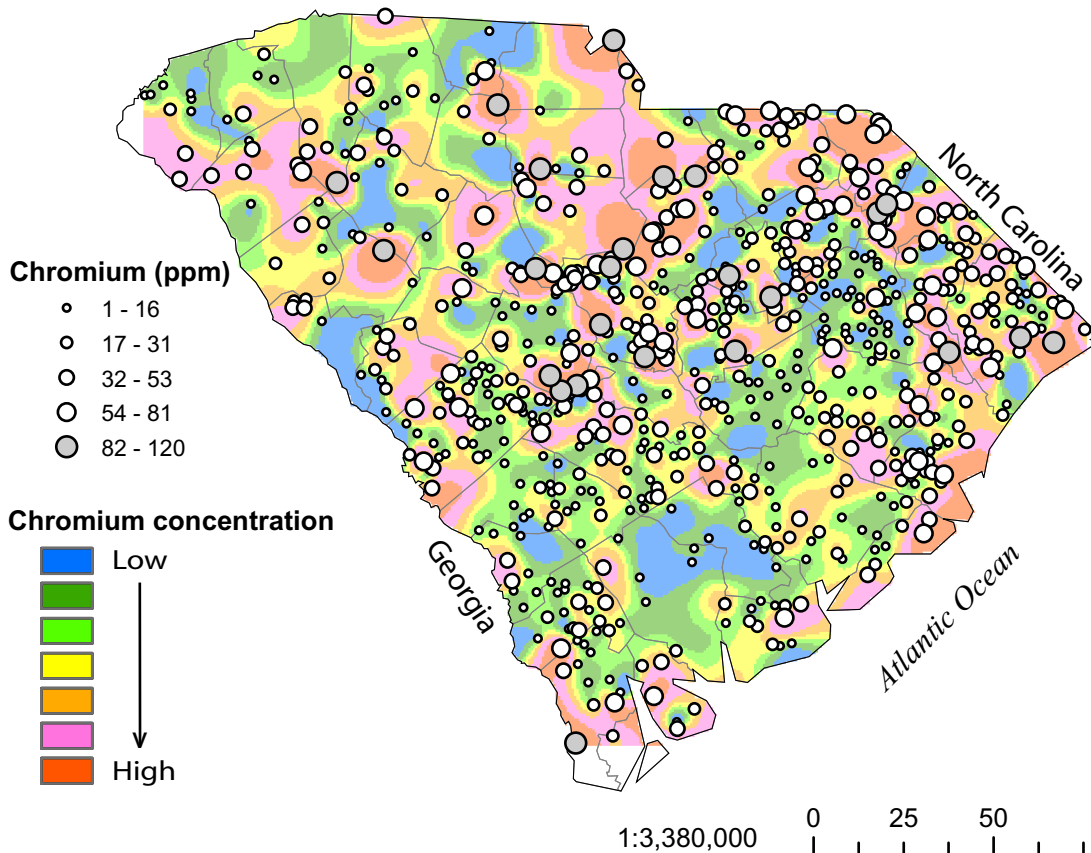 North Carolina
Chromium (ppm)
1 - 16
17 - 31
32 - 53
54 - 81
82 - 120
Chromium concentration
Low
High
Georgia
Atlantic Ocean
1:3,380,000
0 25 50